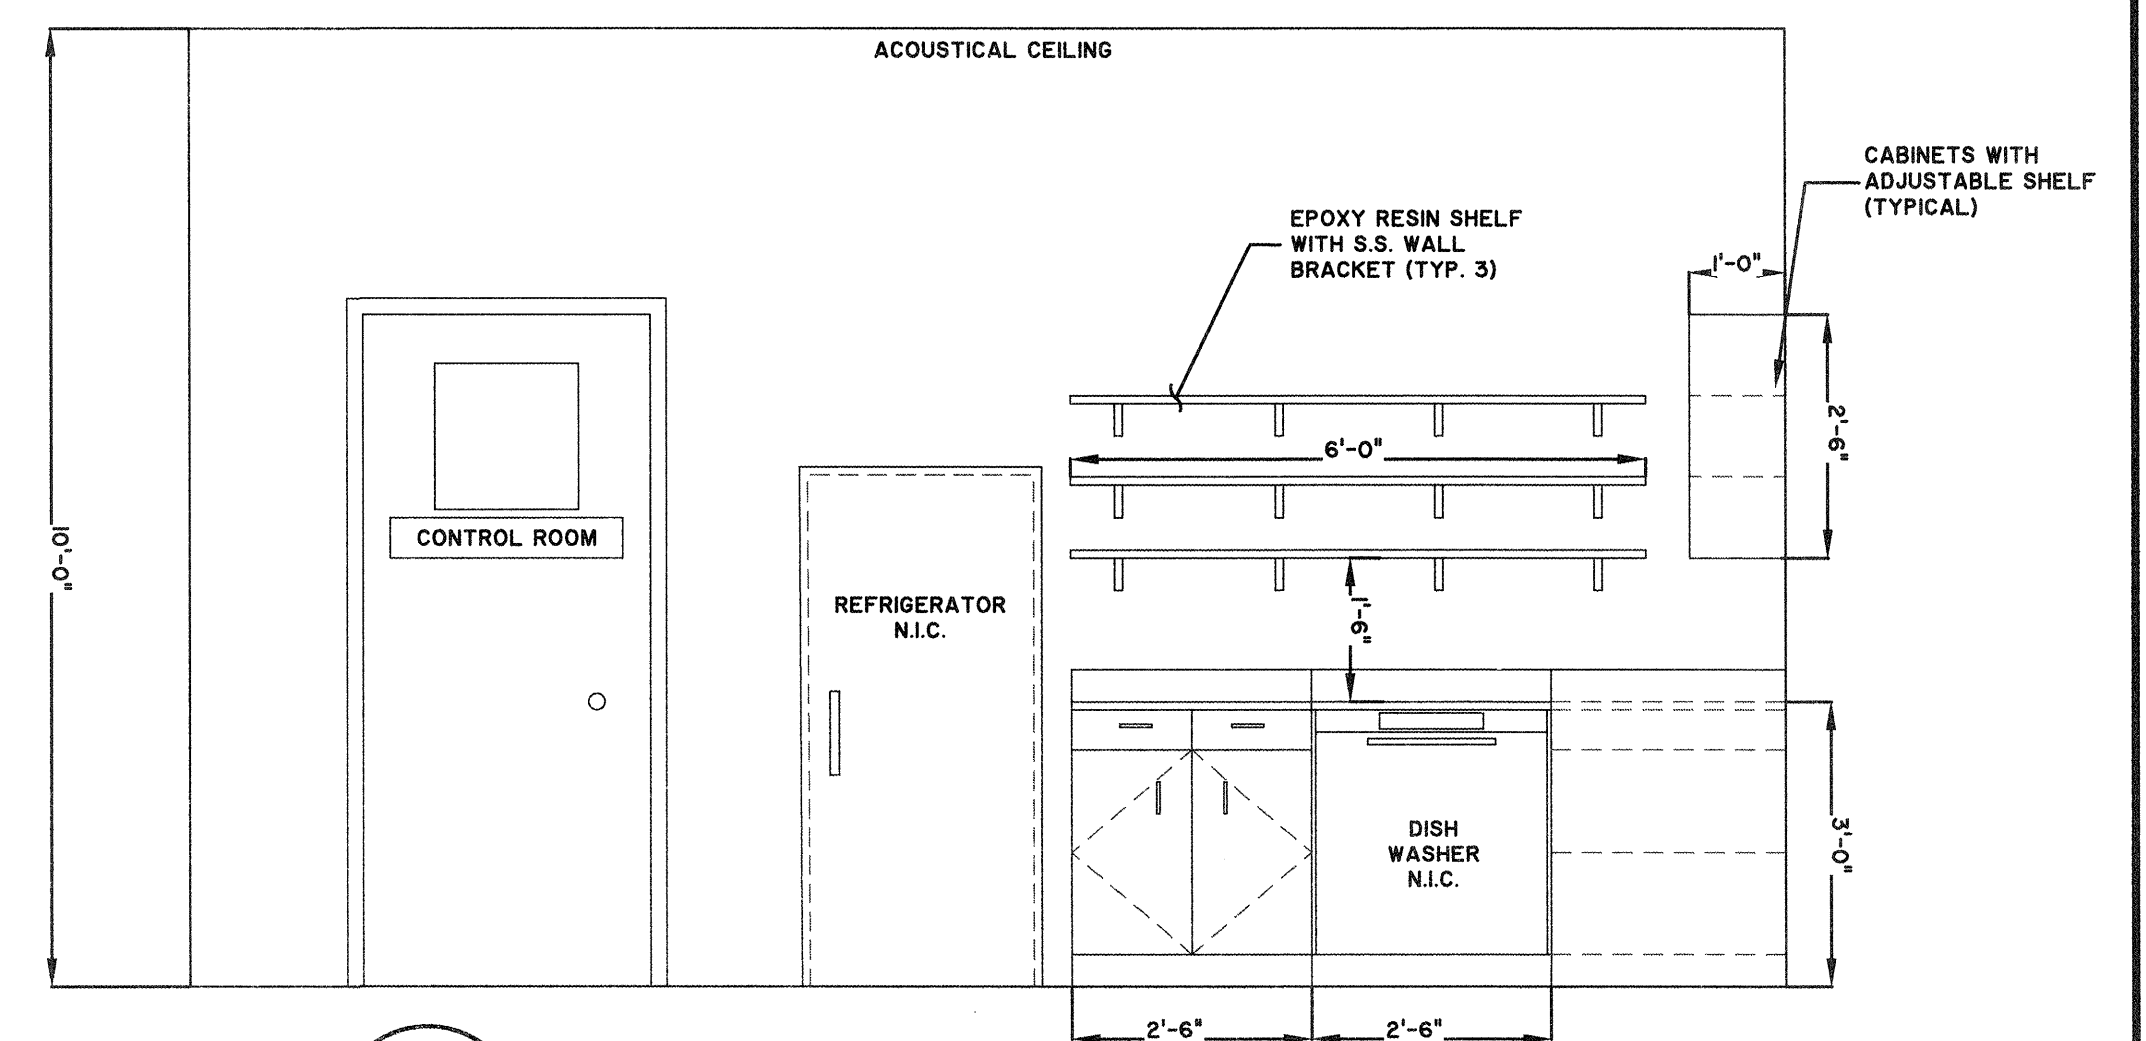 ACOUSTICAL CEILING
CABINETS WITH
ADJUSTABLE SHELF
(TYPICAL)
EPOXY RESIN SHELF
WITH S.S. WALL
BRACKET (TYP. 3)
1'-0"
2'-6"
6'-0"
10'-0"
CONTROL ROOM
REFRIGERATOR
N.I.C.
1'-6"
DISH
WASHER
N.I.C.
3'-0"
2'-6"
2'-6"